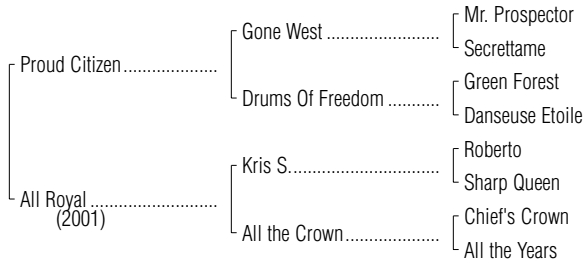 Mr. Prospector
Gone West ...................
Secrettame
Proud Citizen....................
Green Forest
Drums Of Freedom ...........
Danseuse Etoile
Roberto
Kris S..........................
Sharp Queen
All Royal ...........................
(2001)
Chief's Crown
All the Crown....................
All the Years